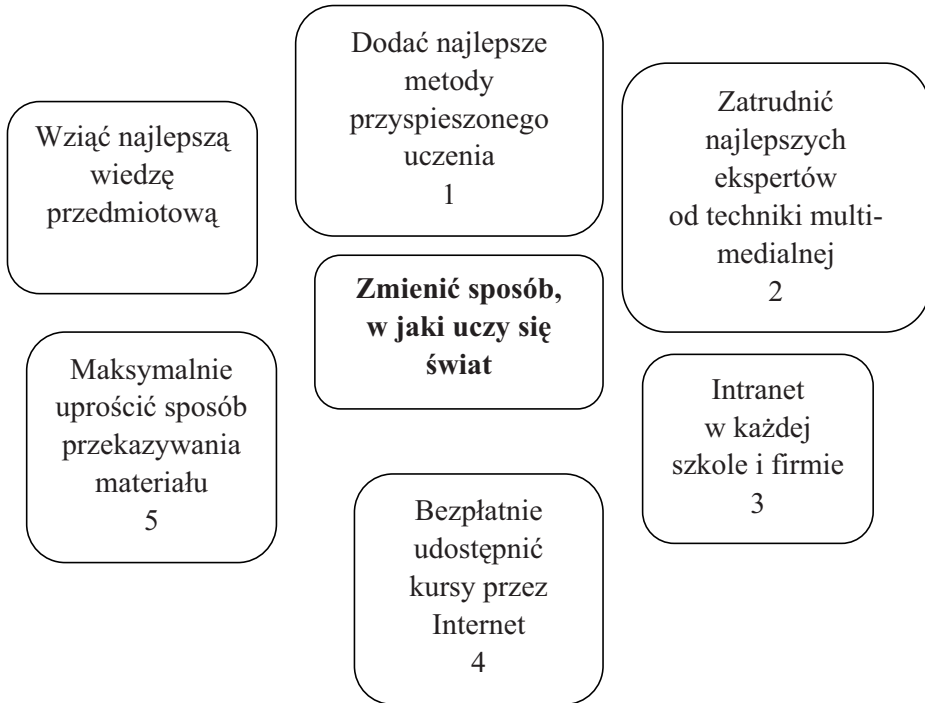 Dodać najlepsze
metody
przyspieszonego
uczenia
1
Wziąć najlepszą
wiedzę
przedmiotową
Zatrudnić
najlepszych
ekspertów
od techniki multi-
medialnej
2
Zmienić sposób,
w jaki uczy się
świat
Maksymalnie
uprościć sposób
przekazywania
materiału
5
Intranet
w każdej
szkole i firmie
3
Bezpłatnie
udostępnić
kursy przez
Internet
4